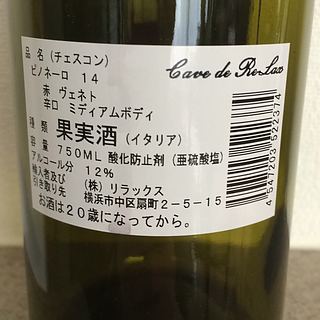 品 名 (チェスコン)
Cave de Re-Lax
ピノネーロ 14
赤 ヴェネト
辛口 ミディアムボディ
種 類 果実酒 (イタリア)
容 量 750ML 酸化防止剤 (亜硫酸塩)
アルコール分 12%
輸入者及び (株) リラックス
引き取り先 横浜市中区扇町2-5-15
お酒は20歳になってから。
4 547203 522374